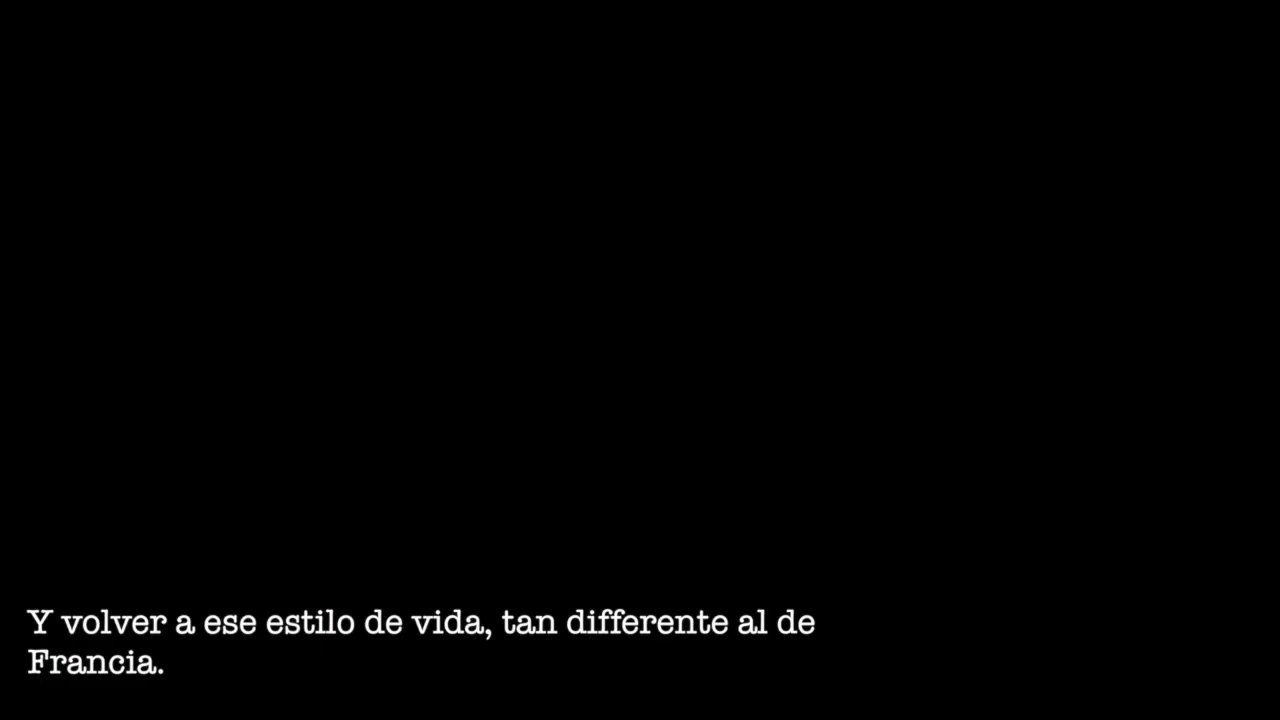 Y volver a ese estilo de vida, tan differente al de
Francia.